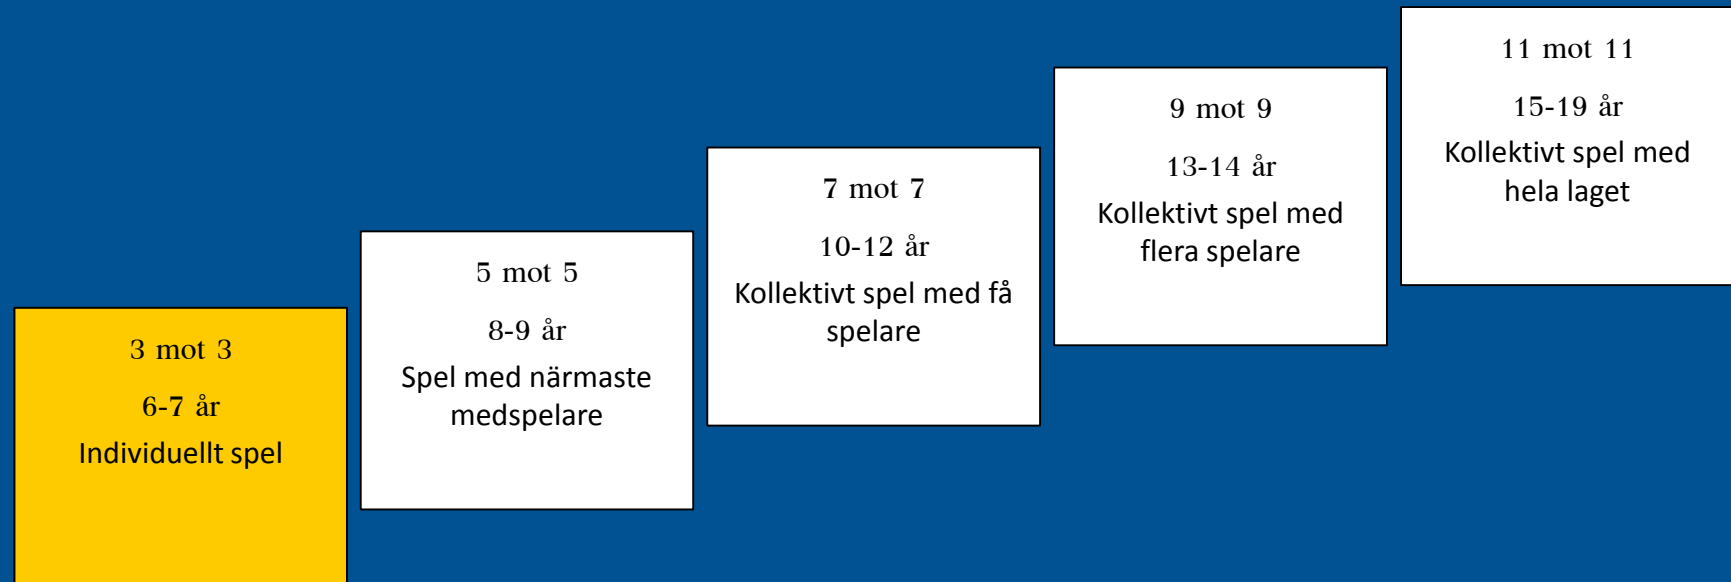 3 mot 3
6-7 år
Individuellt spel
5 mot 5
8-9 år
Spel med närmaste
medspelare
7 mot 7
10-12 år
Kollektivt spel med få
spelare
9 mot 9
13-14 år
Kollektivt spel med
flera spelare
11 mot 11
15-19 år
Kollektivt spel med
hela laget